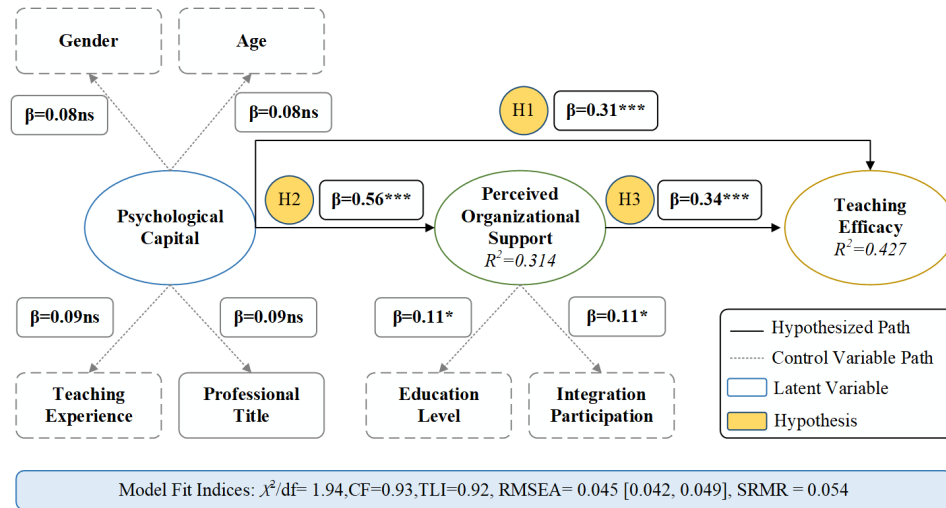 Gender
Age
β=0.08ns
β=0.08ns
H1
β=0.31***
Psychological
Capital
H2
β=0.56***
Perceived
Organizational
Support
R²=0.314
H3
β=0.34***
Teaching
Efficacy
R²=0.427
β=0.09ns
β=0.09ns
β=0.11*
β=0.11*
Teaching
Experience
Professional
Title
Education
Level
Integration
Participation
Hypothesized Path
Control Variable Path
Latent Variable
Hypothesis
Model Fit Indices: χ²/df= 1.94,CF=0.93,TLI=0.92, RMSEA= 0.045 [0.042, 0.049], SRMR = 0.054